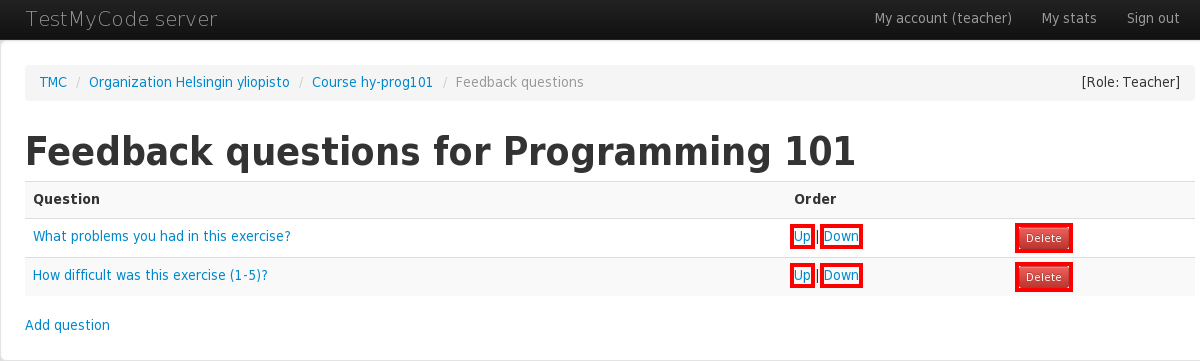 TestMyCode server My account (teacher) My stats Sign out
TMC / Organization Helsingin yliopisto / Course hy-prog101 / Feedback questions [Role: Teacher]
Feedback questions for Programming 101
Question Order
What problems you had in this exercise? Up | Down Delete
How difficult was this exercise (1-5)? Up | Down Delete
Add question